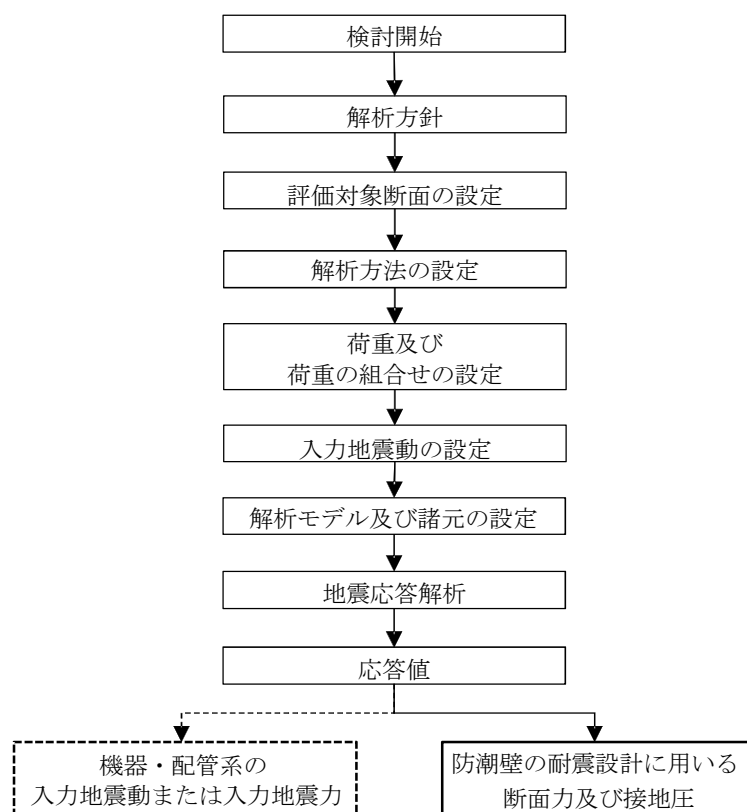 検討開始
解析方針
評価対象断面の設定
解析方法の設定
荷重及び
荷重の組合せの設定
入力地震動の設定
解析モデル及び諸元の設定
地震応答解析
応答値
機器・配管系の
入力地震動または入力地震力
防潮壁の耐震設計に用いる
断面力及び接地圧